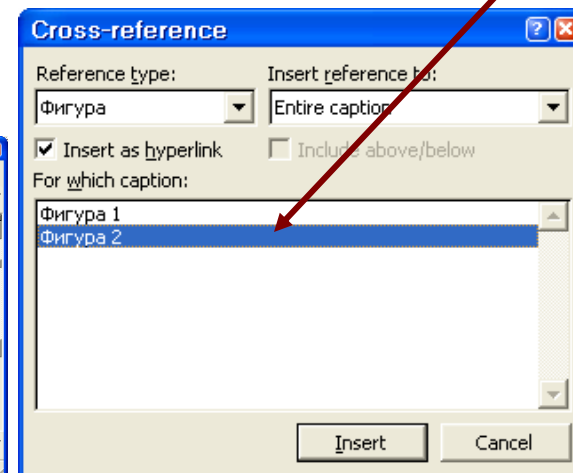 Cross-reference
Reference type: Insert reference to:
Фигура Entire caption
Insert as hyperlink Include above/below
For which caption:
Фигура 1
Фигура 2
Insert Cancel